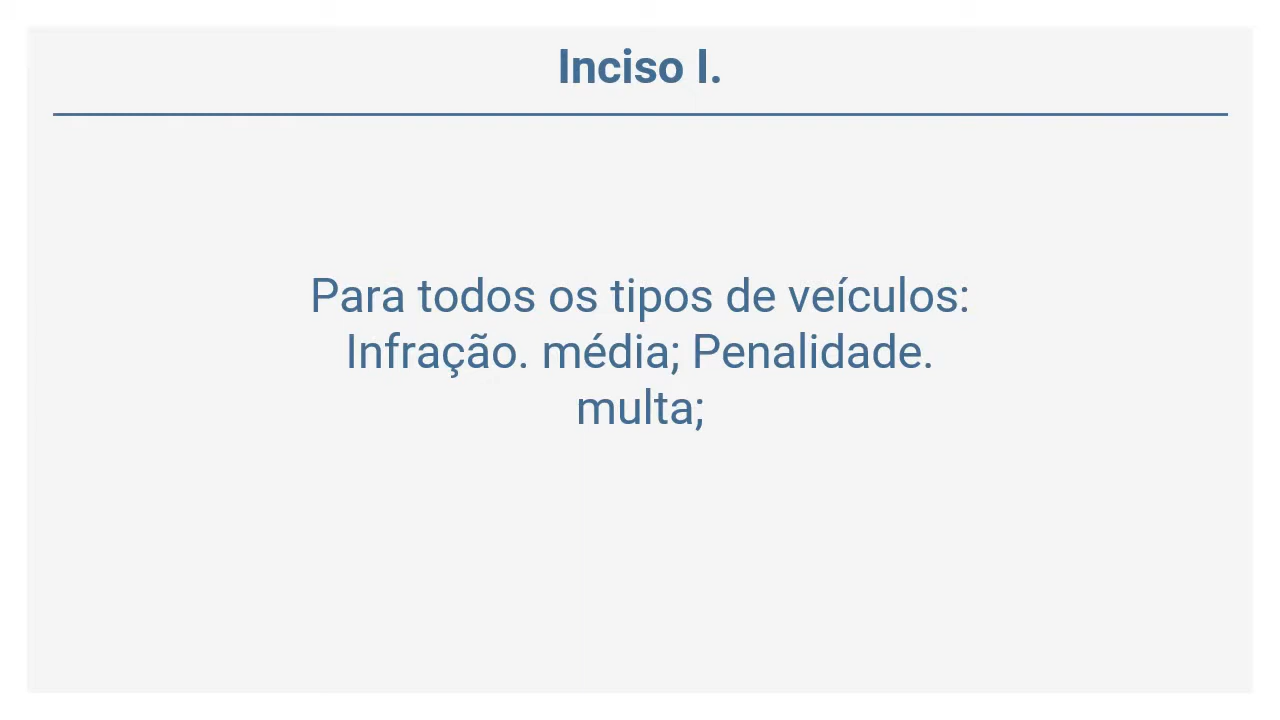 Inciso I.
Para todos os tipos de veículos:
Infração. média; Penalidade.
multa;